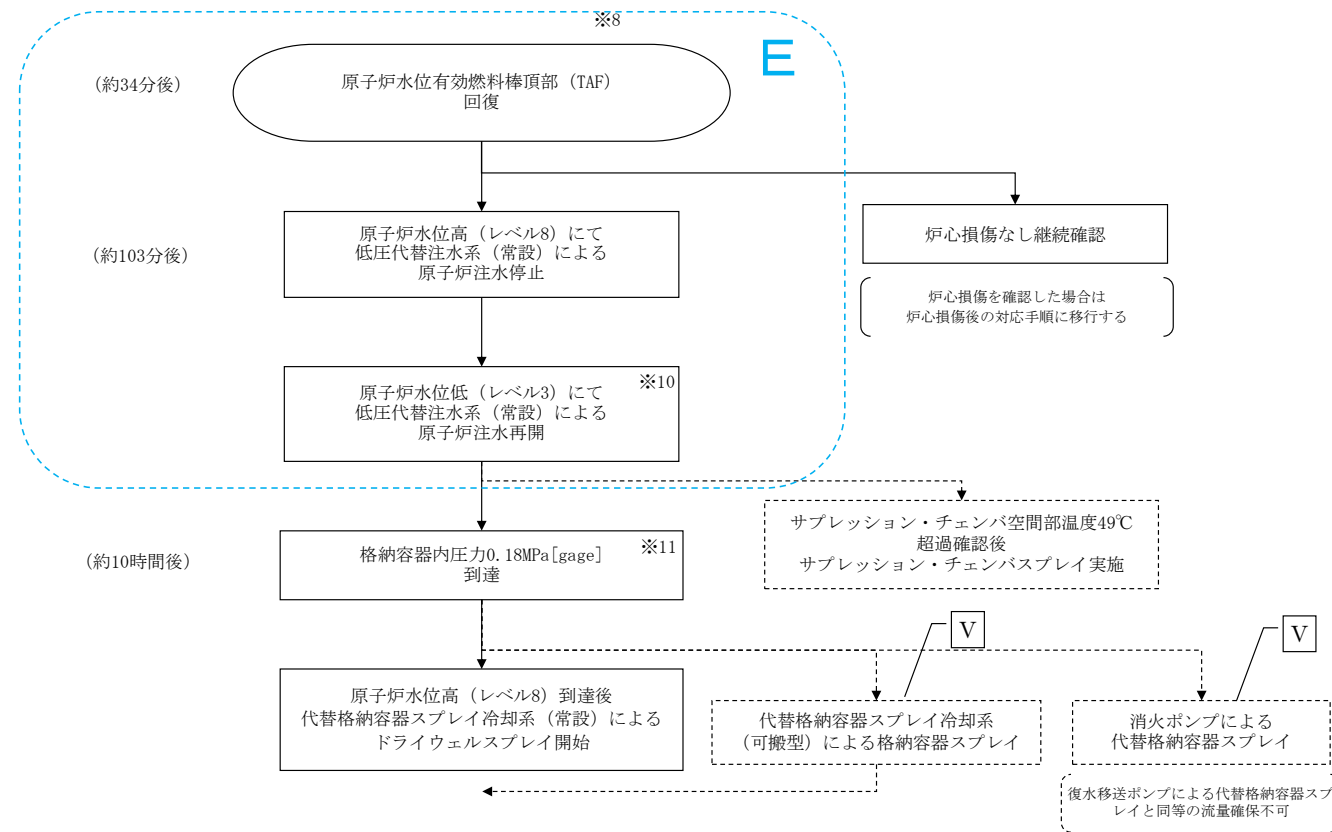 ※8
E
(約34分後)
原子炉水位有効燃料棒頂部（TAF）
回復
(約103分後)
原子炉水位高（レベル8）にて
低圧代替注水系（常設）による
原子炉注水停止
炉心損傷なし継続確認
炉心損傷を確認した場合は
炉心損傷後の対応手順に移行する
※10
原子炉水位低（レベル3）にて
低圧代替注水系（常設）による
原子炉注水再開
サプレッション・チェンバ空間部温度49℃
超過確認後
サプレッション・チェンバスプレイ実施
(約10時間後)
※11
格納容器内圧力0.18MPa[gage]
到達
V
V
原子炉水位高（レベル8）到達後
代替格納容器スプレイ冷却系（常設）による
ドライウェルスプレイ開始
代替格納容器スプレイ冷却系
（可搬型）による格納容器スプレイ
消火ポンプによる
代替格納容器スプレイ
復水移送ポンプによる代替格納容器スプ
レイと同等の流量確保不可